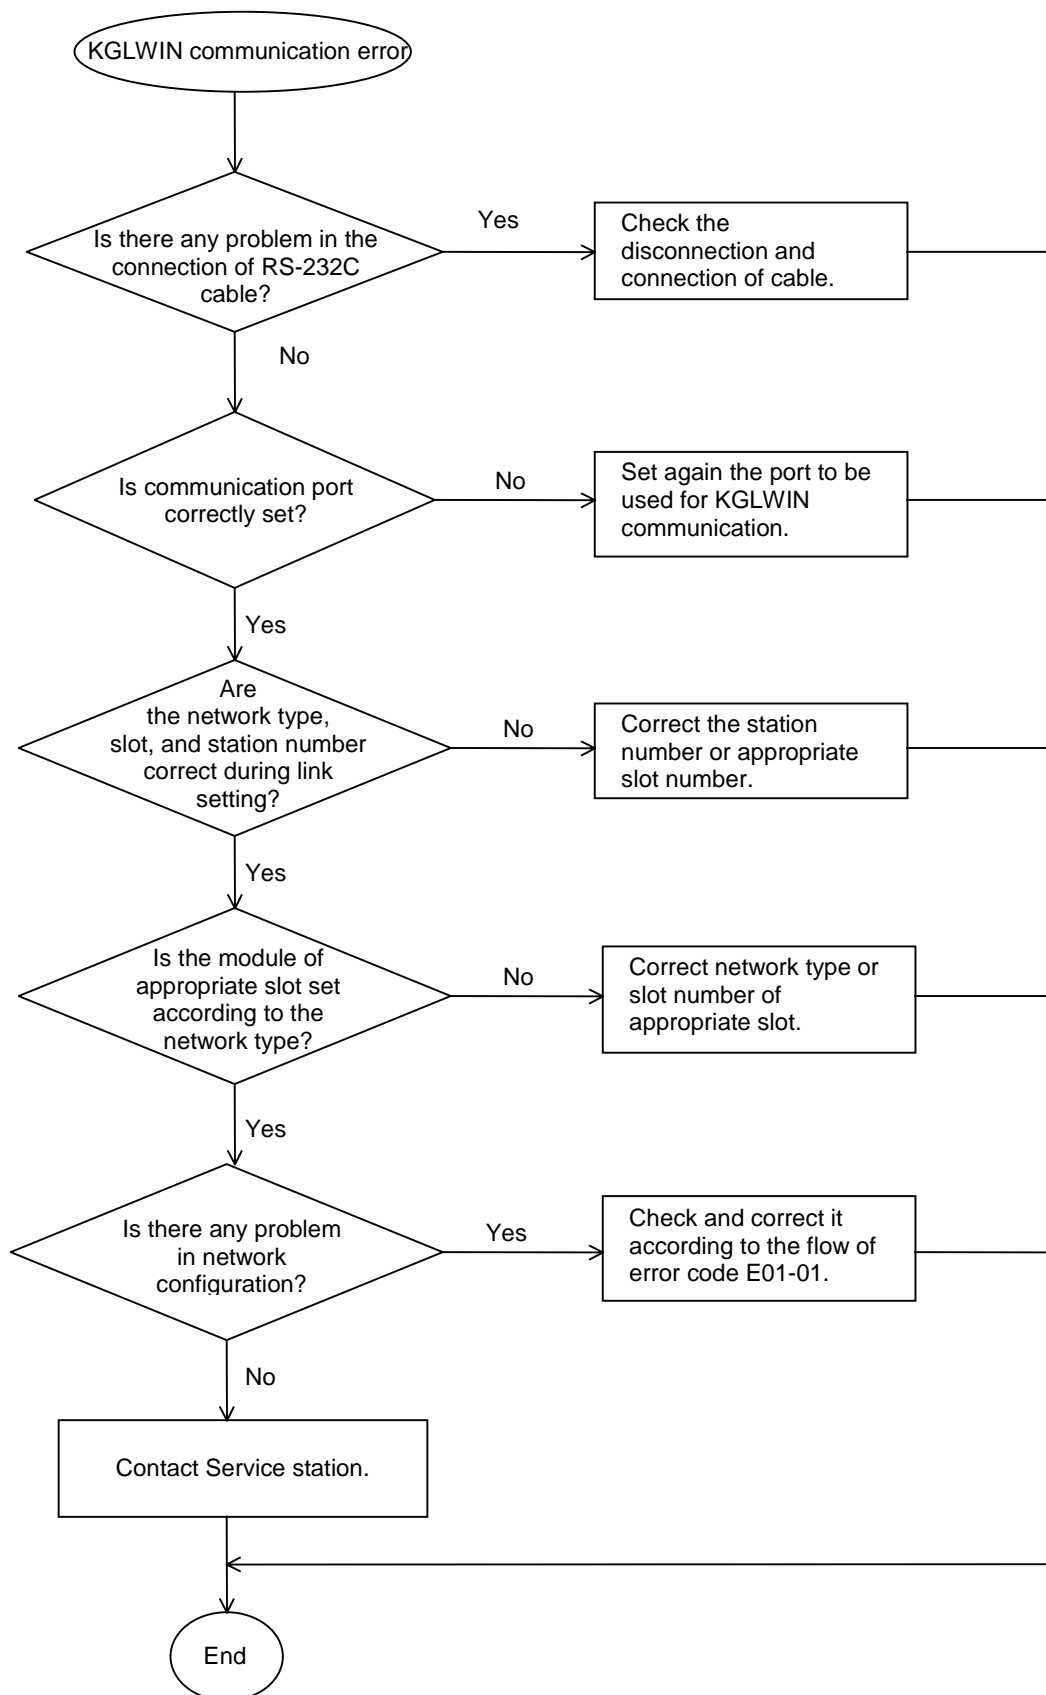 KGLWIN communication error
Is there any problem in the
connection of RS-232C
cable?
Yes
Check the
disconnection and
connection of cable.
No
Is communication port
correctly set?
No
Set again the port to be
used for KGLWIN
communication.
Yes
Are
the network type,
slot, and station number
correct during link
setting?
No
Correct the station
number or appropriate
slot number.
Yes
Is the module of
appropriate slot set
according to the
network type?
No
Correct network type or
slot number of
appropriate slot.
Yes
Is there any problem
in network
configuration?
Yes
Check and correct it
according to the flow of
error code E01-01.
No
Contact Service station.
End